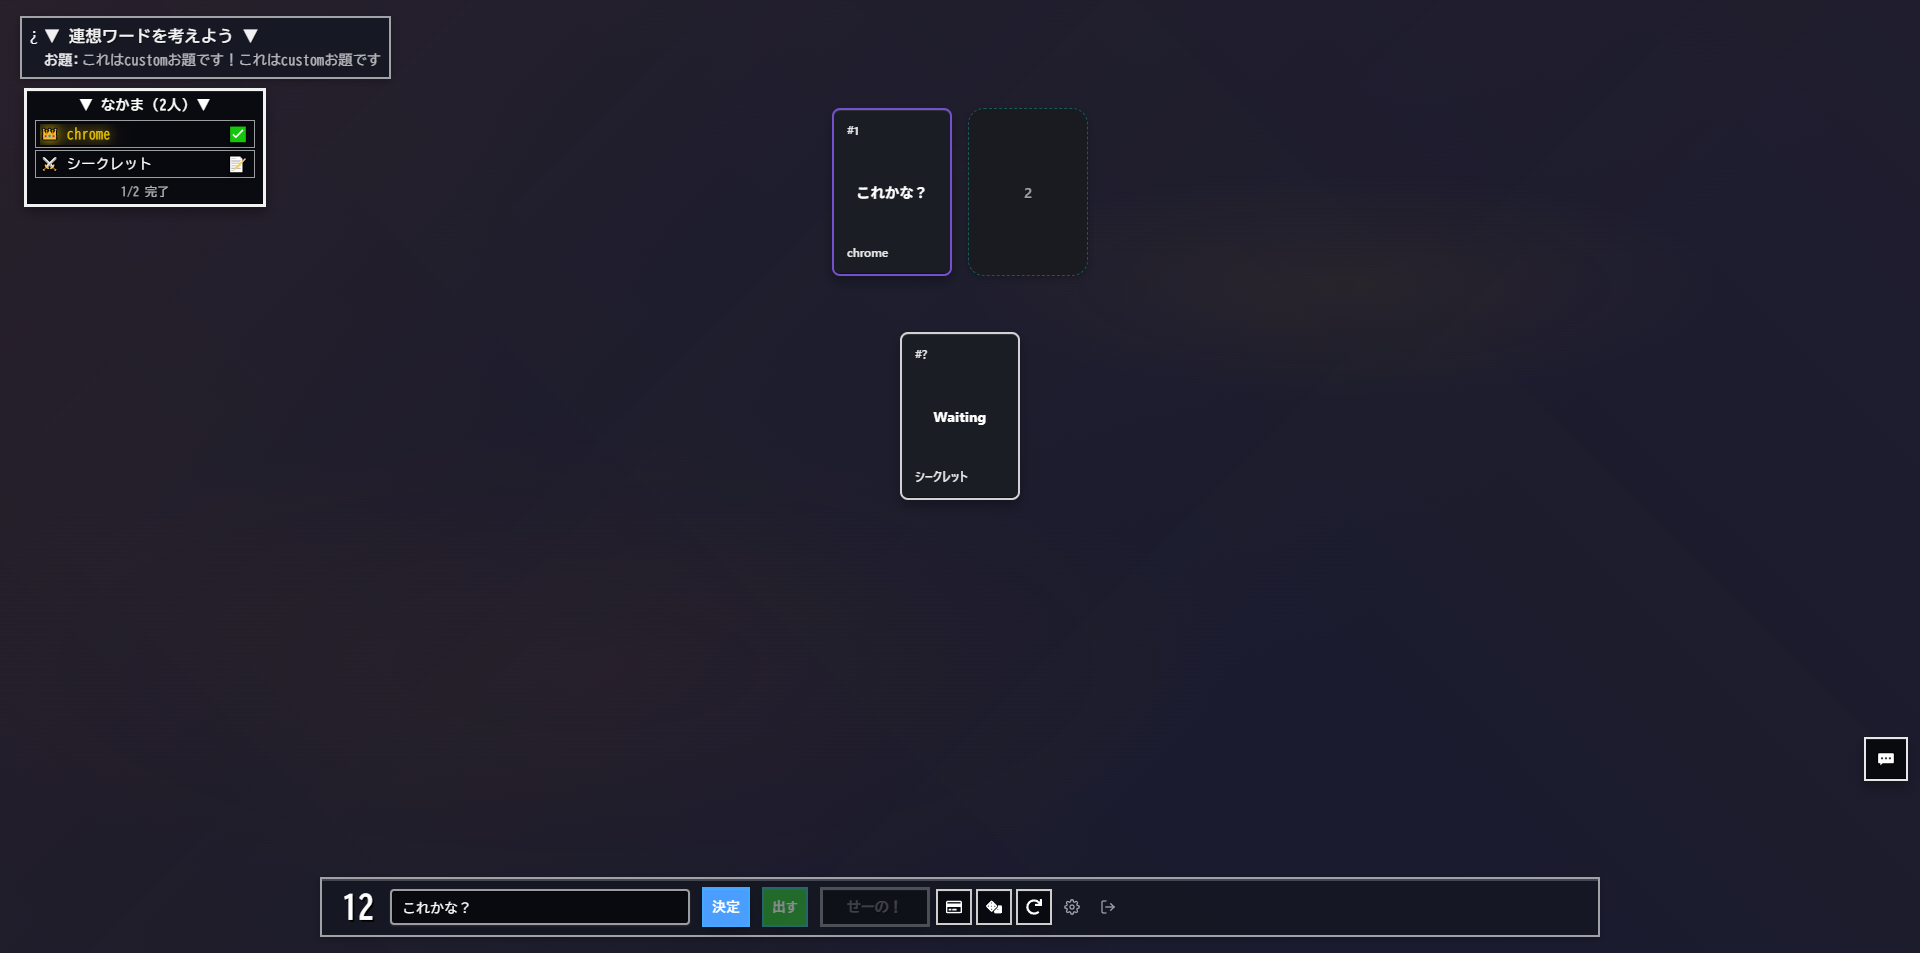 ¿ ▼ 連想ワードを考えよう ▼
お題: これはcustomお題です！これはcustomお題です
▼ なかま（2人）▼
chrome
シークレット
1/2 完了
#1
これかな？
chrome
2
#?
Waiting
シークレット
12
これかな？
決定
出す
せーの！